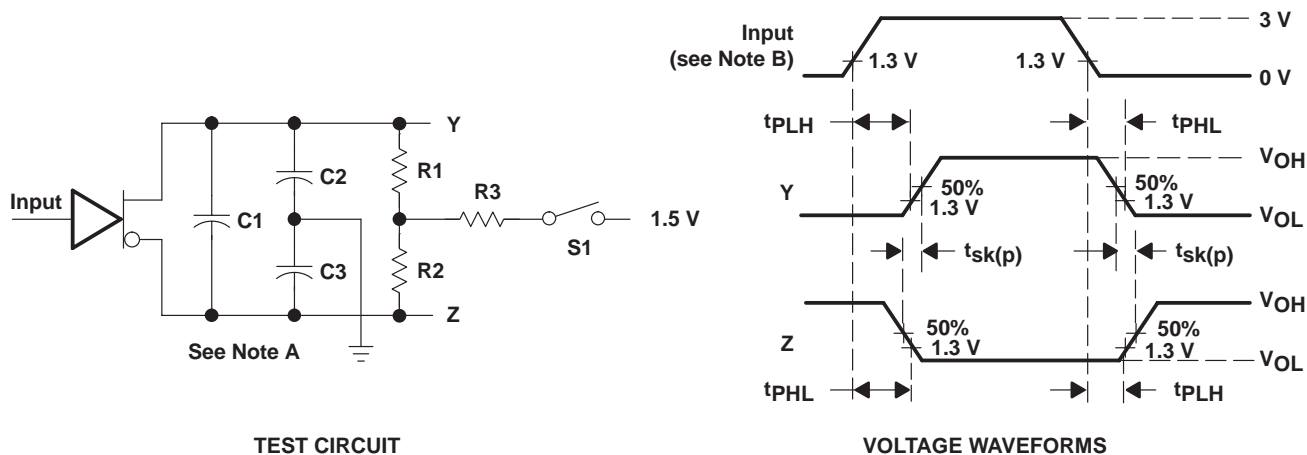 Input
C1
C2
C3
R1
R2
R3
S1
1.5 V
Y
Z
See Note A
TEST CIRCUIT
Input
(see Note B)
1.3 V
1.3 V
3 V
0 V
tPLH
tPHL
Y
50%
1.3 V
50%
1.3 V
VOH
VOL
tsk(p)
tsk(p)
Z
50%
1.3 V
50%
1.3 V
VOH
VOL
tPHL
tPLH
VOLTAGE WAVEFORMS